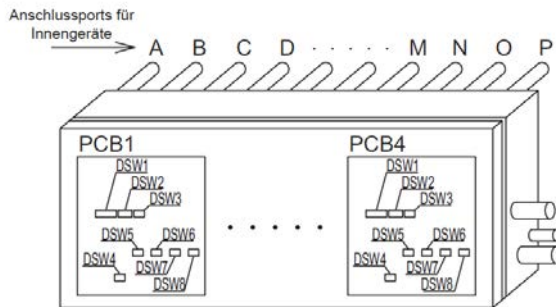 Anschlussports für
Innengeräte
A B C D · · · · · M N O P
PCB1
DSW1
DSW2
DSW3
DSW5
DSW6
DSW4
DSW7
DSW8
· · · · ·
PCB4
DSW1
DSW2
DSW3
DSW5
DSW6
DSW4
DSW7
DSW8